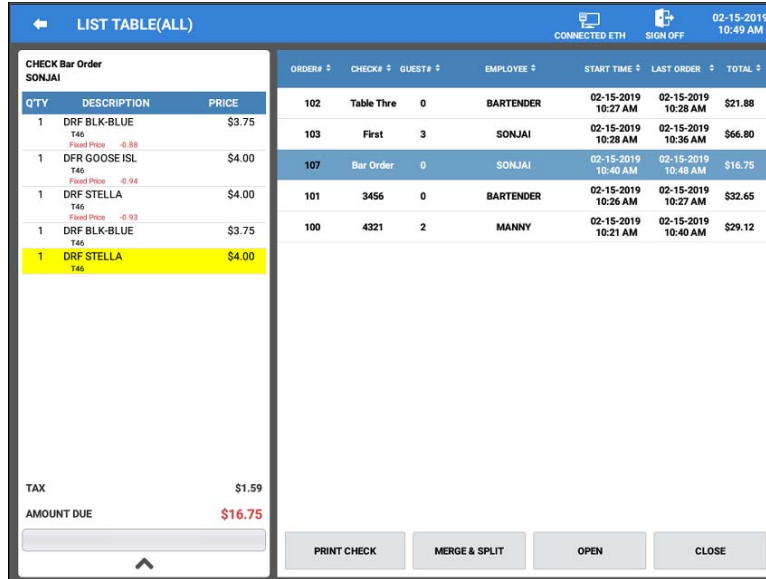 LIST TABLE(ALL)
CONNECTED ETH
SIGN OFF
02-15-2019
10:49 AM
CHECK Bar Order
SONJAI
Q'TY DESCRIPTION PRICE
1 DRF BLK-BLUE $3.75
T46
Fixed Price -0.88
1 DFR GOOSE ISL $4.00
T46
Fixed Price -0.94
1 DRF STELLA $4.00
T46
Fixed Price -0.93
1 DRF BLK-BLUE $3.75
T46
1 DRF STELLA $4.00
T46
TAX $1.59
AMOUNT DUE $16.75
ORDER# CHECK# GUEST# EMPLOYEE START TIME LAST ORDER TOTAL
102 Table Thre 0 BARTENDER 02-15-2019 10:27 AM 02-15-2019 10:28 AM $21.88
103 First 3 SONJAI 02-15-2019 10:28 AM 02-15-2019 10:36 AM $66.80
107 Bar Order 0 SONJAI 02-15-2019 10:40 AM 02-15-2019 10:48 AM $16.75
101 3456 0 BARTENDER 02-15-2019 10:26 AM 02-15-2019 10:27 AM $32.65
100 4321 2 MANNY 02-15-2019 10:21 AM 02-15-2019 10:40 AM $29.12
PRINT CHECK
MERGE & SPLIT
OPEN
CLOSE